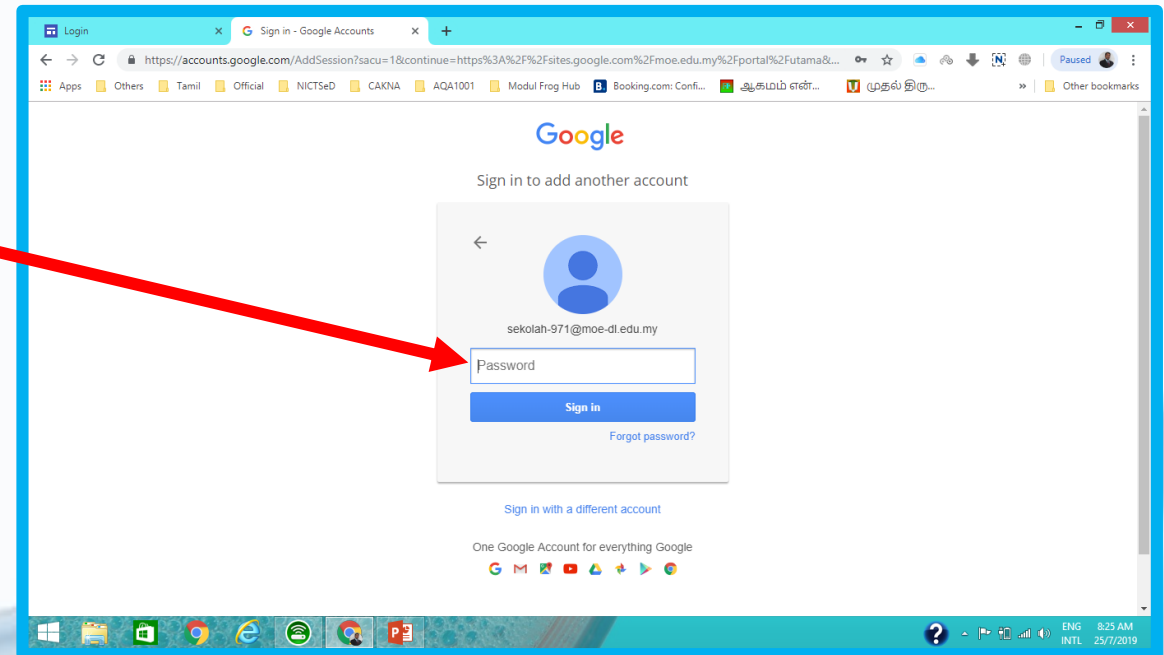 Login
Sign in - Google Accounts
https://accounts.google.com/AddSession?sacu=1&continue=https%3A%2F%2Fsites.google.com%2Fmoe.edu.my%2Fportal%2Futama&...
Paused
Apps Others Tamil Official NICTSeD CAKNA AQA1001 Modul Frog Hub B. Booking.com: Confi... ஆகமம் என்... முதல் திரு... » Other bookmarks
Google
Sign in to add another account
sekolah-971@moe-dl.edu.my
Password
Sign in
Forgot password?
Sign in with a different account
One Google Account for everything Google
ENG 8:25 AM
INTL 25/7/2019